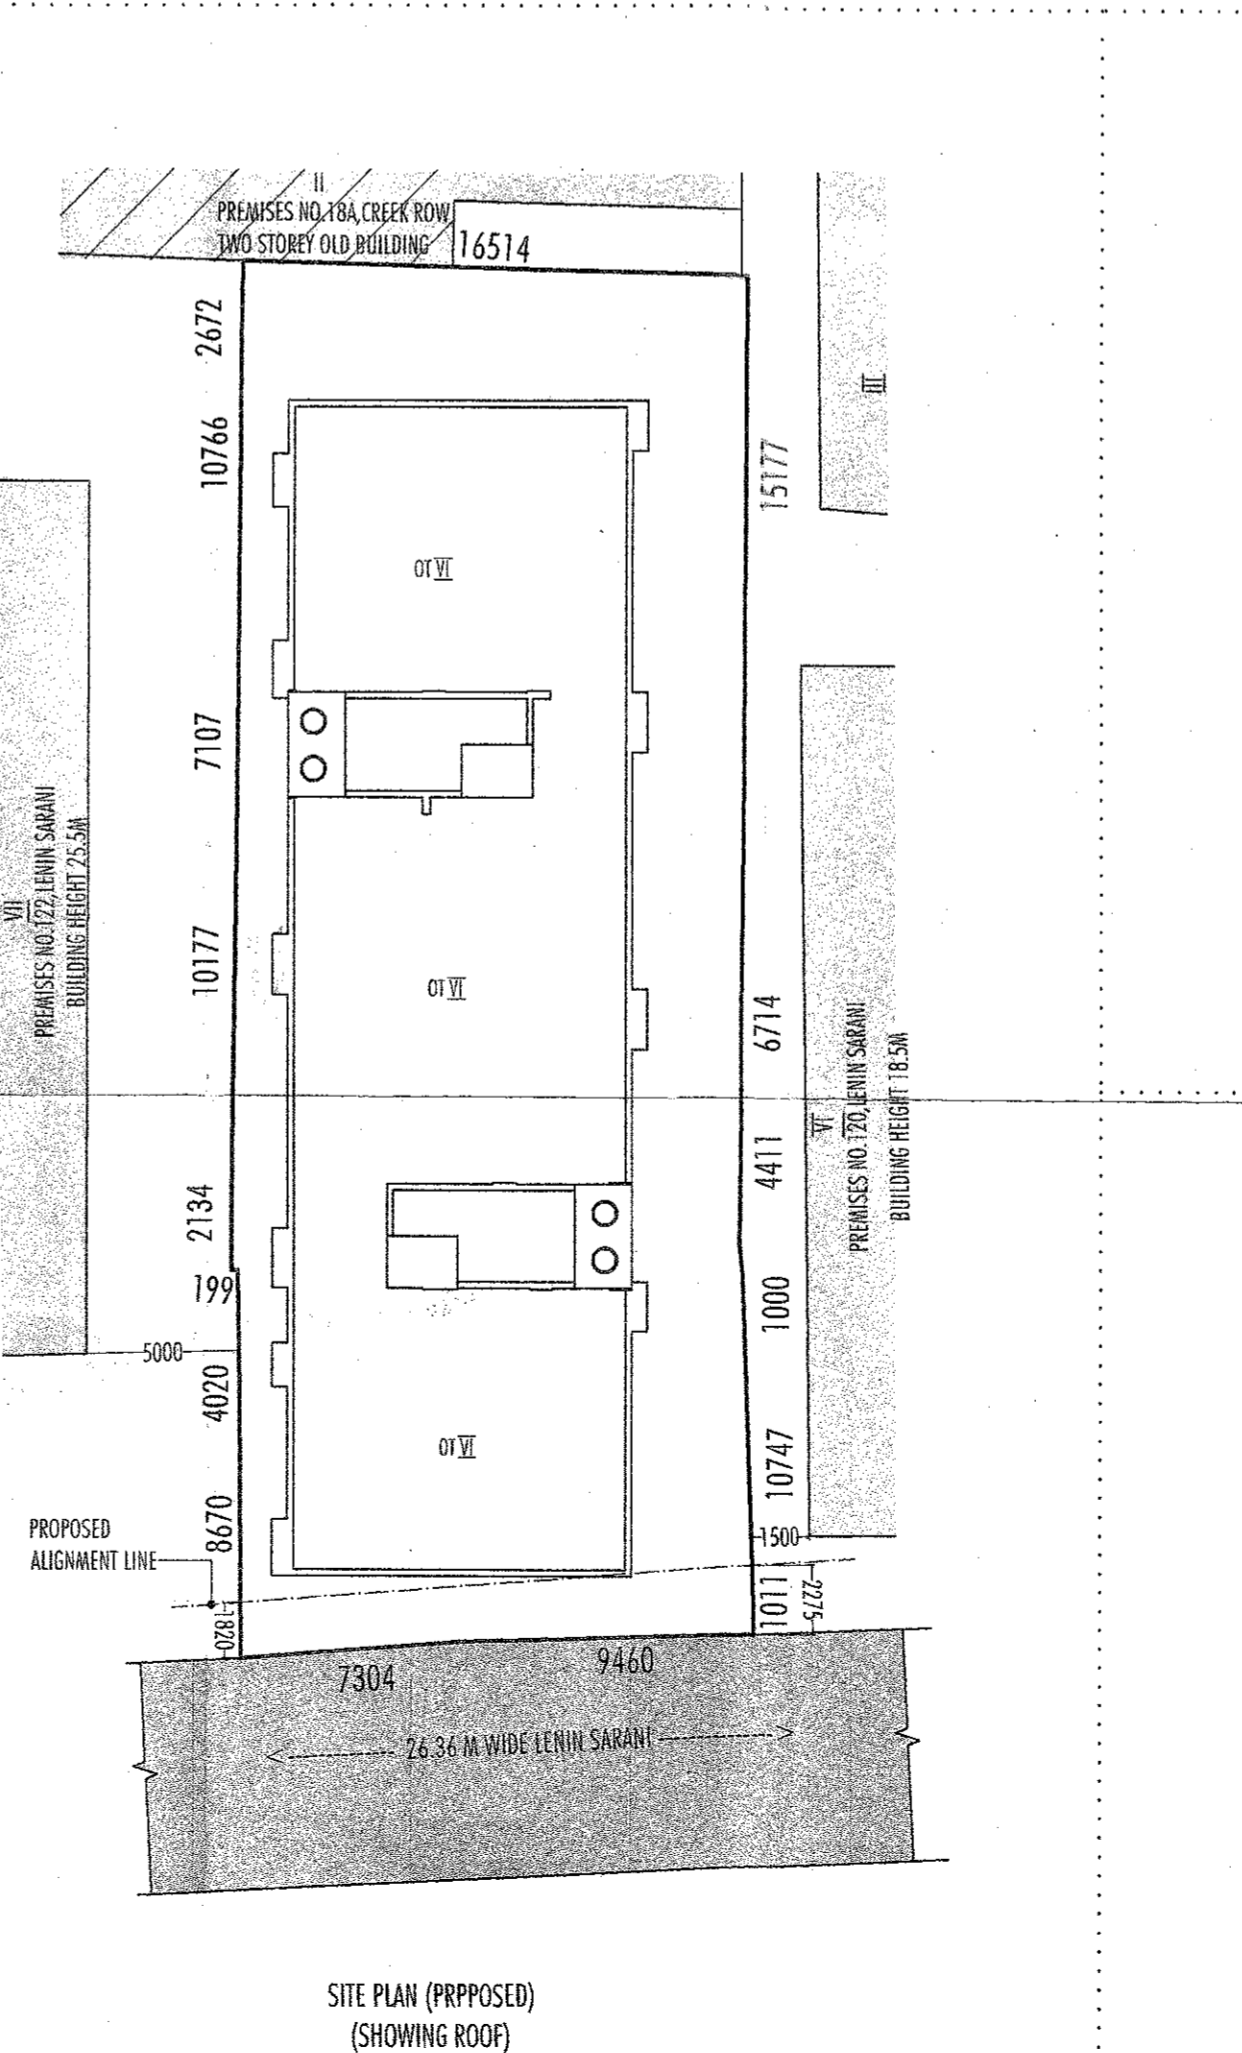 II
PREMISES NO.18A,CREEK ROW
TWO STOREY OLD BUILDING
16514
2672
10766
15177
III
OT VI
7107
VII
PREMISES NO.122,LENIN SARANI
BUILDING HEIGHT 25.5M
10177
OT VI
6714
VI
PREMISES NO.120,LENIN SARANI
BUILDING HEIGHT 18.5M
4411
2134
199
1000
5000
4020
10747
OT VI
8670
PROPOSED
ALIGNMENT LINE
1500
1011
2275
1820
7304
9460
26.36 M WIDE LENIN SARANI
SITE PLAN (PRPPOSED)
(SHOWING ROOF)